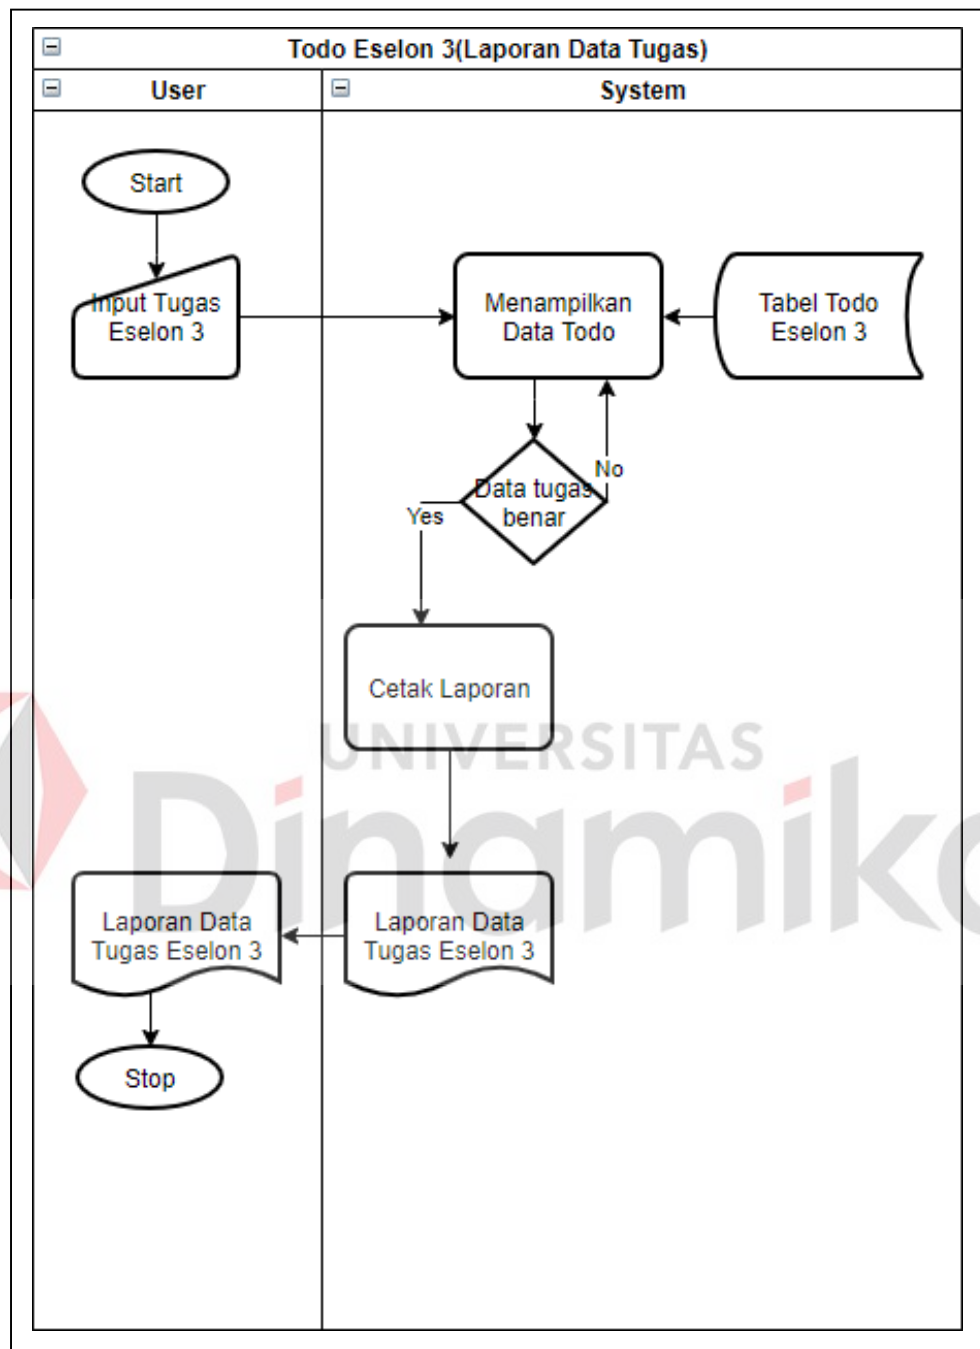 Todo Eselon 3(Laporan Data Tugas)
User
System
Start
Input Tugas
Eselon 3
Menampilkan
Data Todo
Tabel Todo
Eselon 3
No
Data tugas
benar
Yes
Cetak Laporan
UNIVERSITAS
Dinamika
Laporan Data
Tugas Eselon 3
Laporan Data
Tugas Eselon 3
Stop